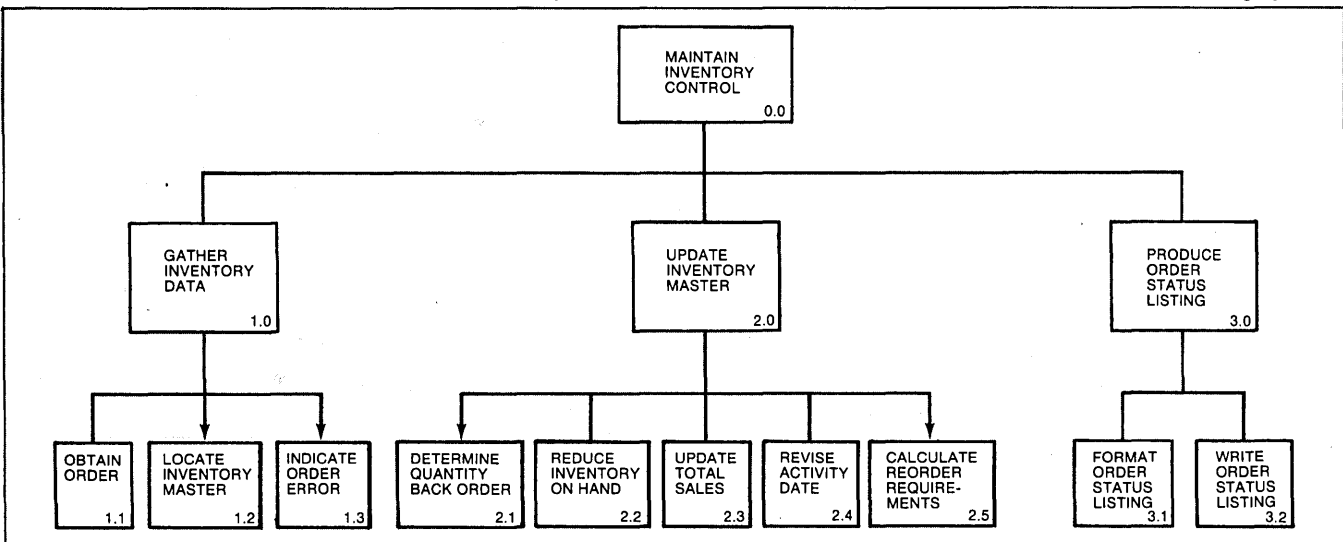 MAINTAIN
INVENTORY
CONTROL
0.0
GATHER
INVENTORY
DATA
1.0
UPDATE
INVENTORY
MASTER
2.0
PRODUCE
ORDER
STATUS
LISTING
3.0
OBTAIN
ORDER
1.1
LOCATE
INVENTORY
MASTER
1.2
INDICATE
ORDER
ERROR
1.3
DETERMINE
QUANTITY
BACK ORDER
2.1
REDUCE
INVENTORY
ON HAND
2.2
UPDATE
TOTAL
SALES
2.3
REVISE
ACTIVITY
DATE
2.4
CALCULATE
REORDER
REQUIRE-
MENTS
2.5
FORMAT
ORDER
STATUS
LISTING
3.1
WRITE
ORDER
STATUS
LISTING
3.2